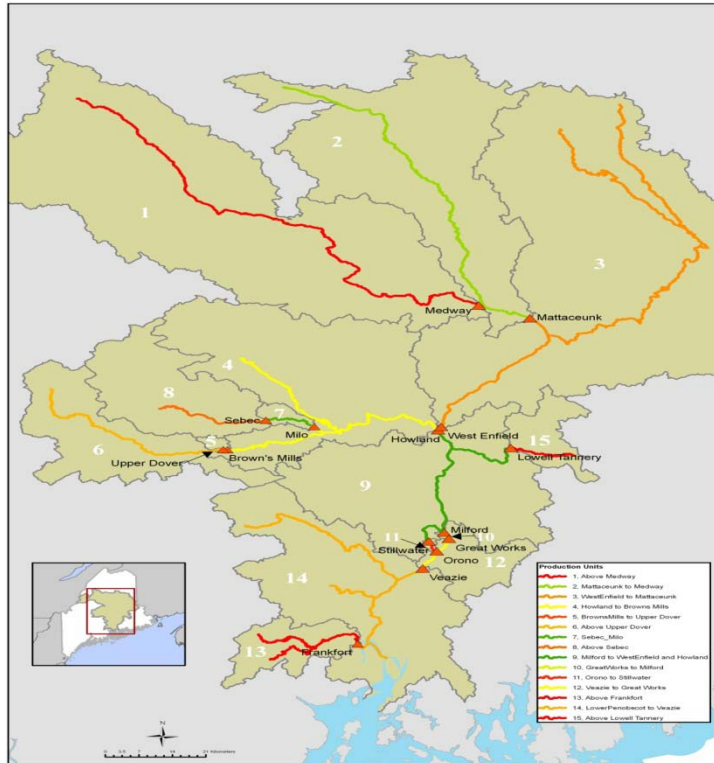 2
1
3
Medway
Mattaceunk
4
8
7
Sebec
Milo
Howland
West Enfield
15
Lowell Tannery
6
5
Upper Dover
Brown's Mills
9
Milford
11
10
Stillwater
Great Works
Orono
12
Veazie
14
13
Frankfort
Production Units
1, Above Medway
2, Mattaceunk to Medway
3, WestEnfield to Mattaceunk
4, Howland to Browns Mills
5, BrownsMills to Upper Dover
6, Above Upper Dover
7, Sebec_Milo
8, Above Sebec
9, Milford to WestEnfield and Howland
10, GreatWorks to Milford
11, Orono to Stillwater
12, Veazie to Great Works
13, Above Frankfort
14, LowerPenobscot to Veazie
15, Above Lowell Tannery
N
Kilometers